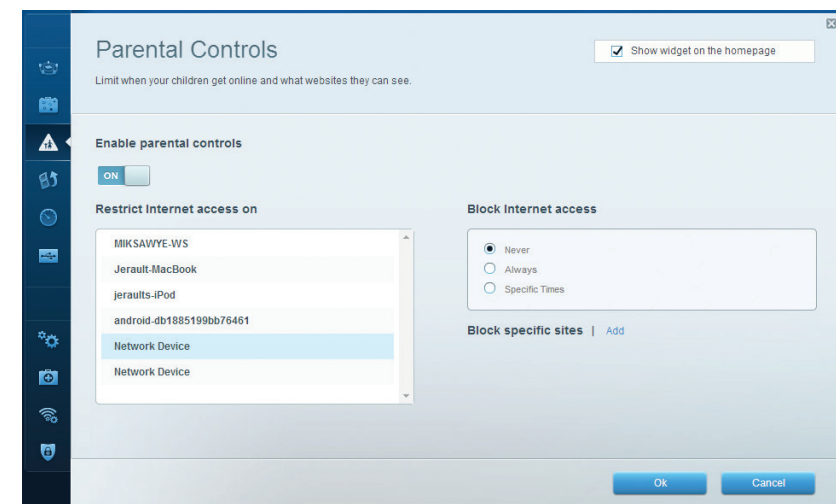 Parental Controls
Show widget on the homepage
Limit when your children get online and what websites they can see.
Enable parental controls
ON
Restrict Internet access on
MIKSAWYE-WS
Jerault-MacBook
jeraults-iPod
android-db1885199bb76461
Network Device
Network Device
Block Internet access
Never
Always
Specific Times
Block specific sites | Add
Ok
Cancel